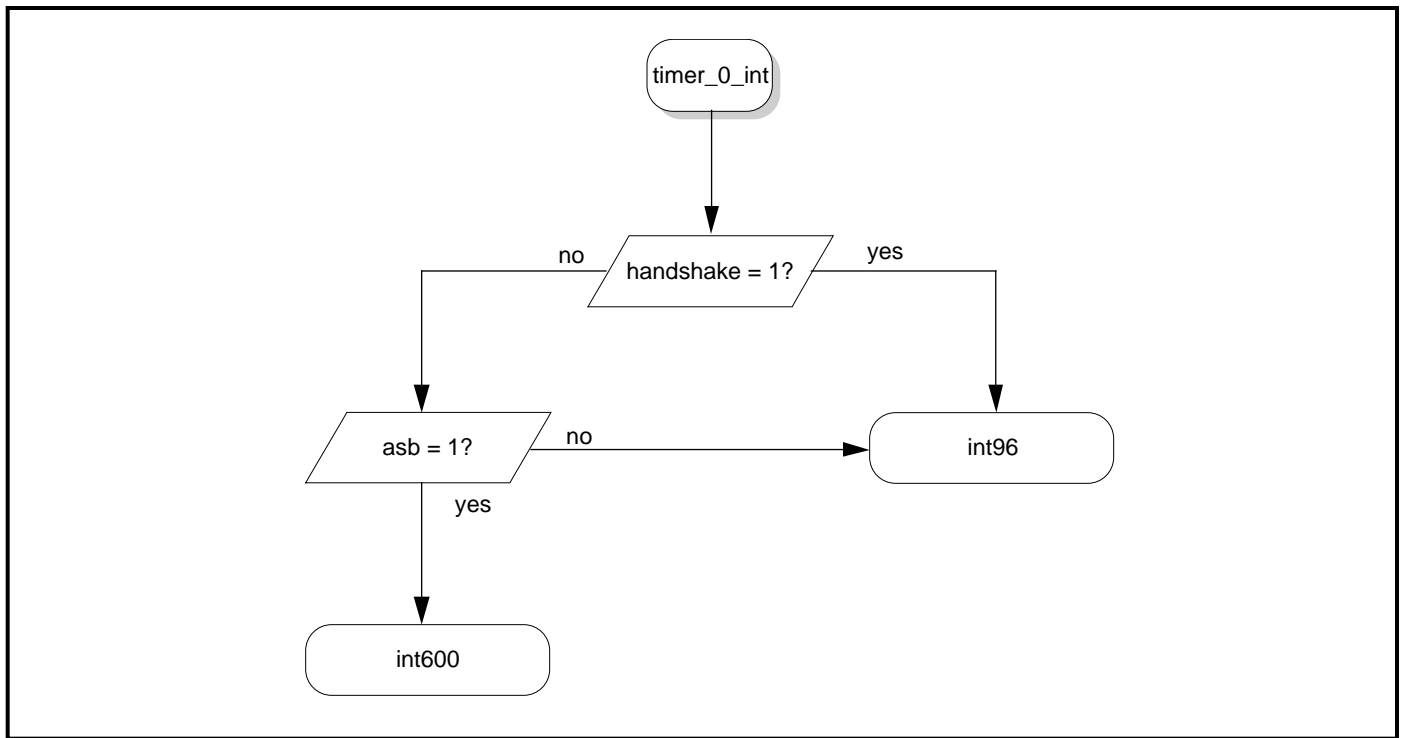 timer_0_int
no
handshake = 1?
yes
asb = 1?
no
int96
yes
int600